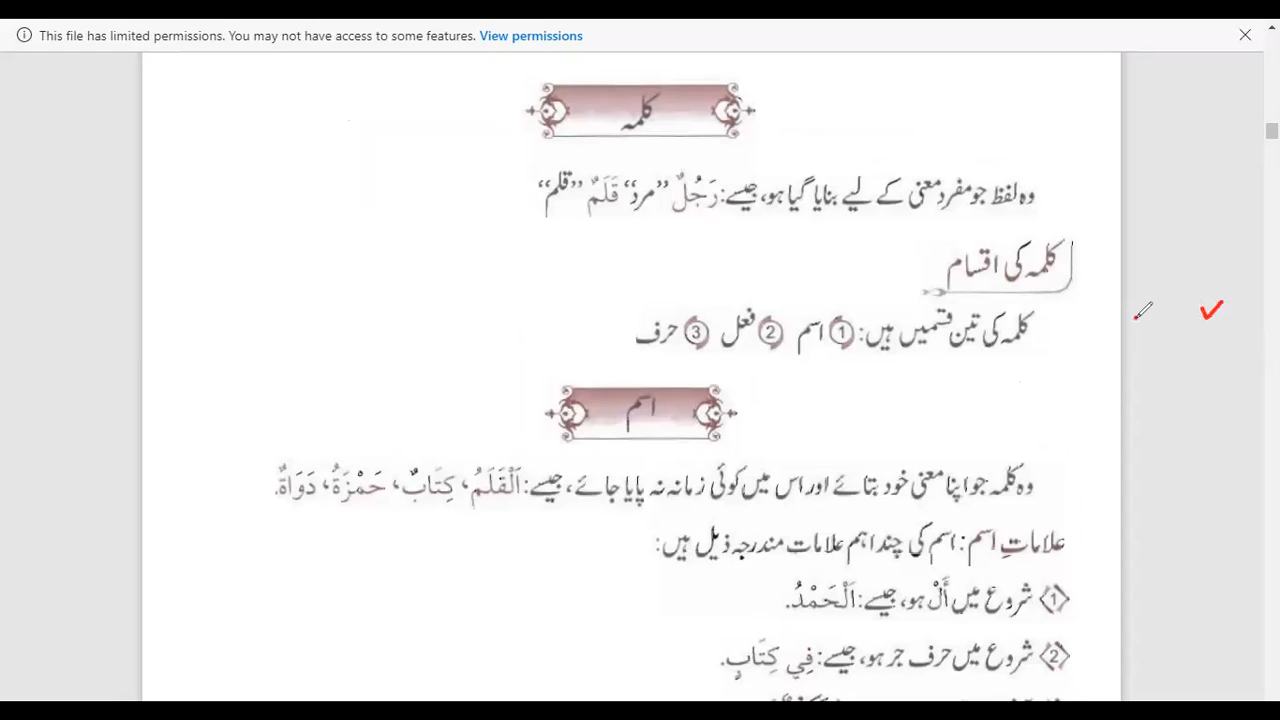 This file has limited permissions. You may not have access to some features. View permissions
کلمہ
وہ لفظ جو مفرد معنی کے لیے بنایا گیا ہو، جیسے: رَجُلٌ ”مرد“ قَلَمٌ ”قلم“
کلمہ کی اقسام
کلمہ کی تین قسمیں ہیں: 1 اسم 2 فعل 3 حرف
اسم
وہ کلمہ جو اپنا معنی خود بتائے اور اس میں کوئی زمانہ نہ پایا جائے، جیسے: اَلْقَلَمُ، کِتَابٌ، حَمْزَةُ، دَوَاةٌ.
علاماتِ اسم: اسم کی چند اہم علامات مندرجہ ذیل ہیں:
1 شروع میں أَلْ ہو، جیسے: اَلْحَمْدُ.
2 شروع میں حرف جر ہو، جیسے: فِي کِتَابٍ.